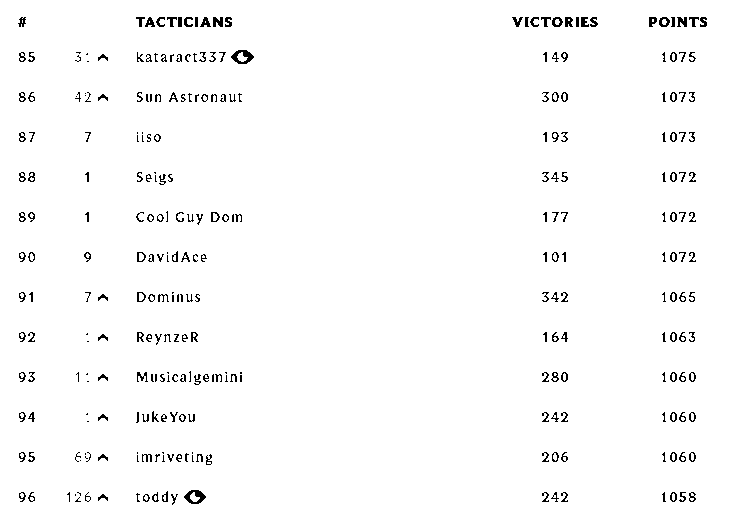 # TACTICIANS VICTORIES POINTS
85 31 kataract337 149 1075
86 42 Sun Astronaut 300 1073
87 7 iiso 193 1073
88 1 Seigs 345 1072
89 1 Cool Guy Dom 177 1072
90 9 DavidAce 101 1072
91 7 Dominus 342 1065
92 1 ReynzeR 164 1063
93 11 Musicalgemini 280 1060
94 1 JukeYou 242 1060
95 69 imriveting 206 1060
96 126 toddy 242 1058